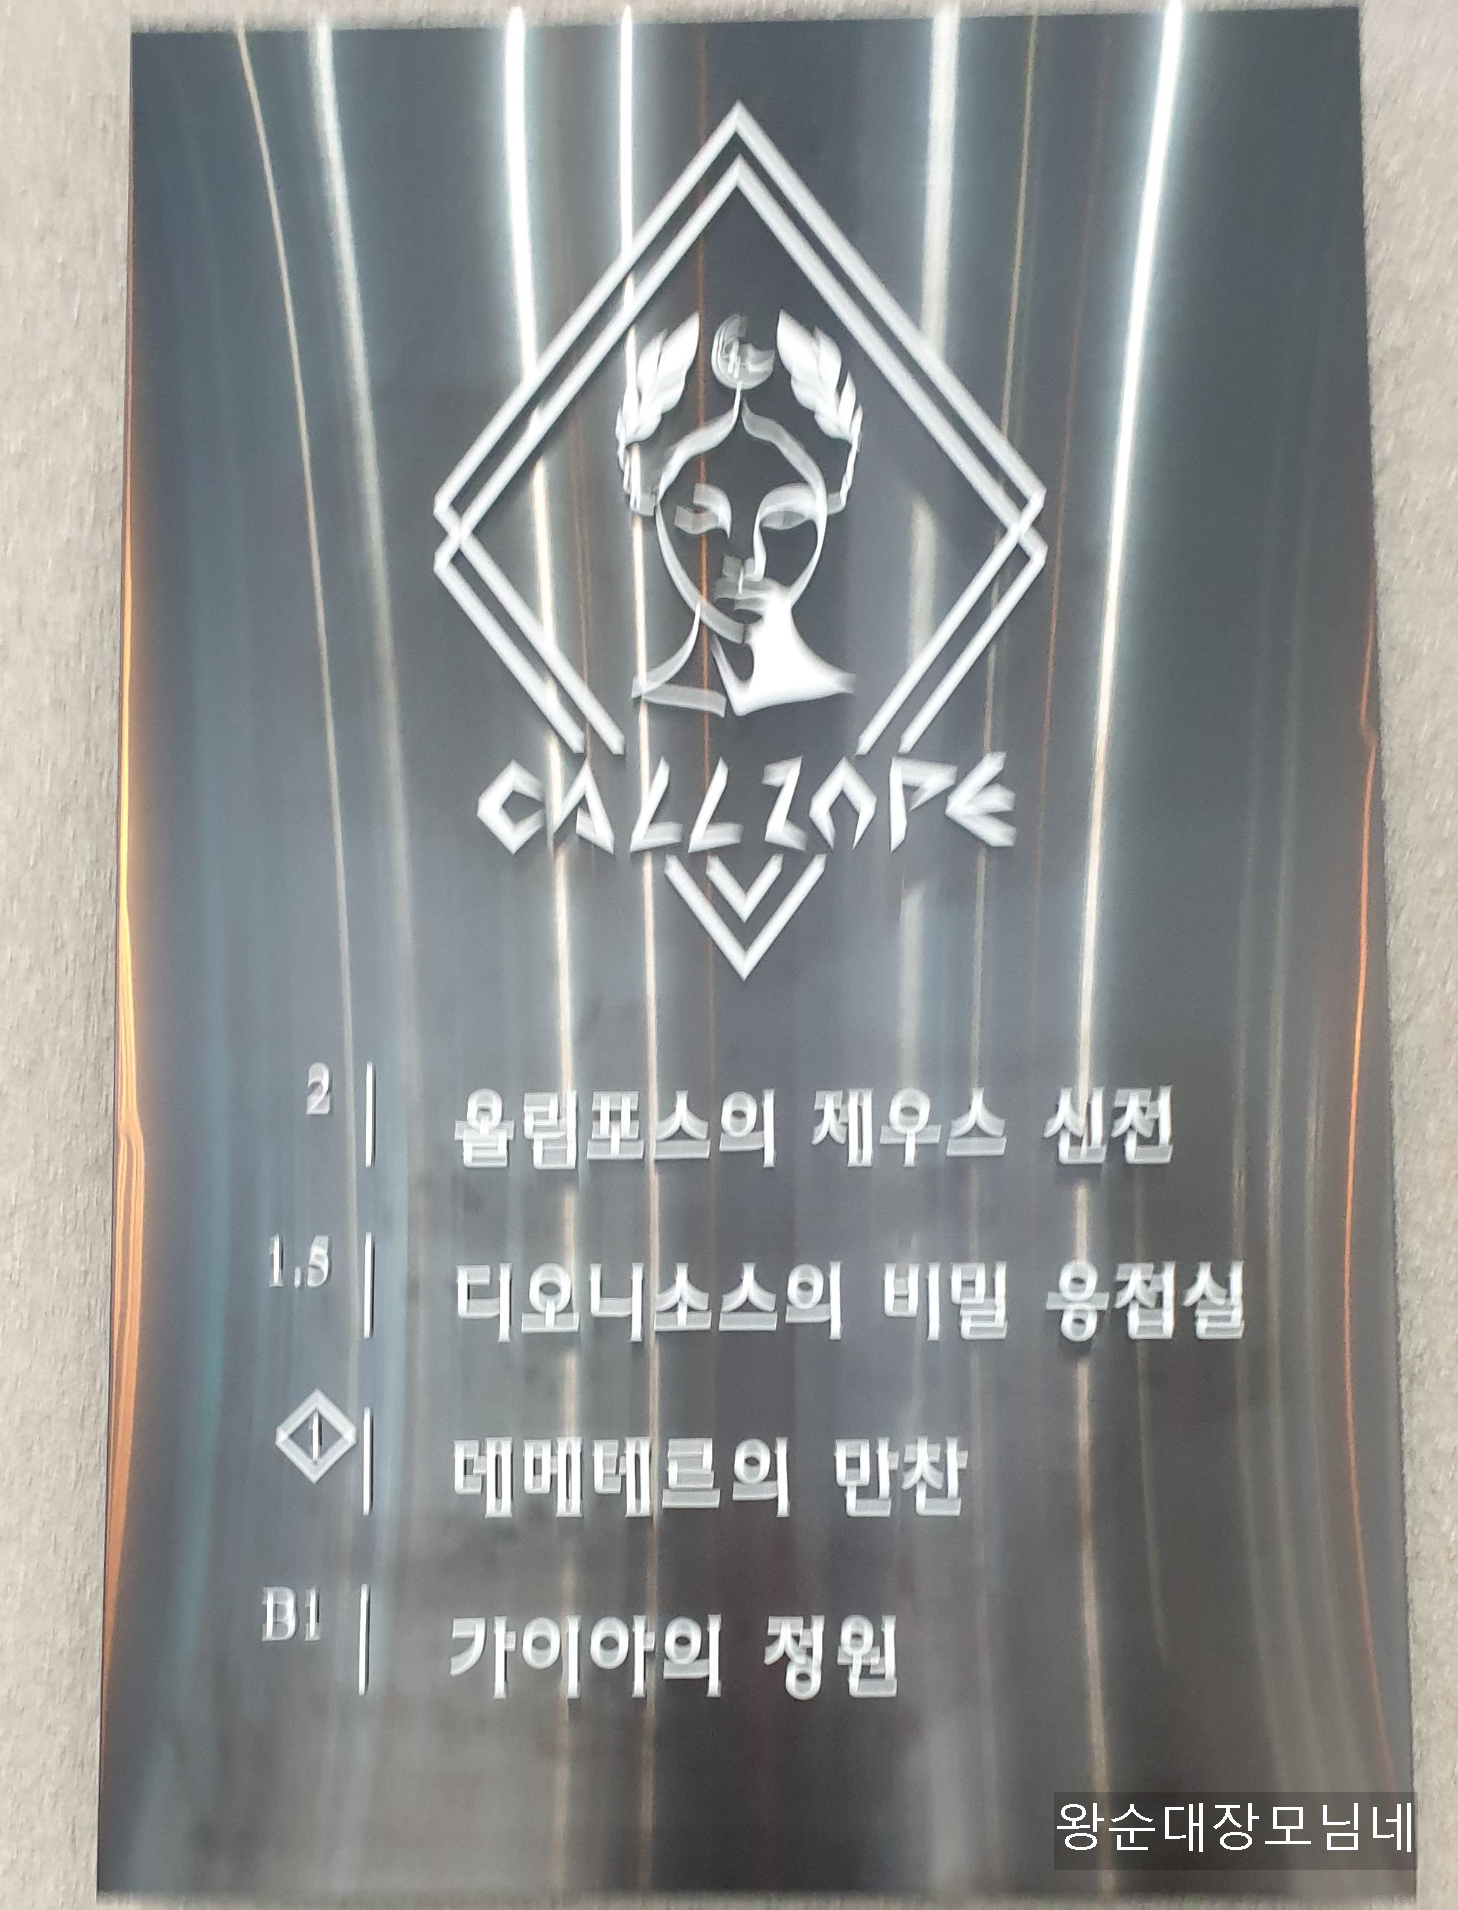 CALLIOPE
2 올림포스의 제우스 신전
1.5 디오니소스의 비밀 응접실
1 데메테르의 만찬
B1 가이아의 정원
왕순대장모님네